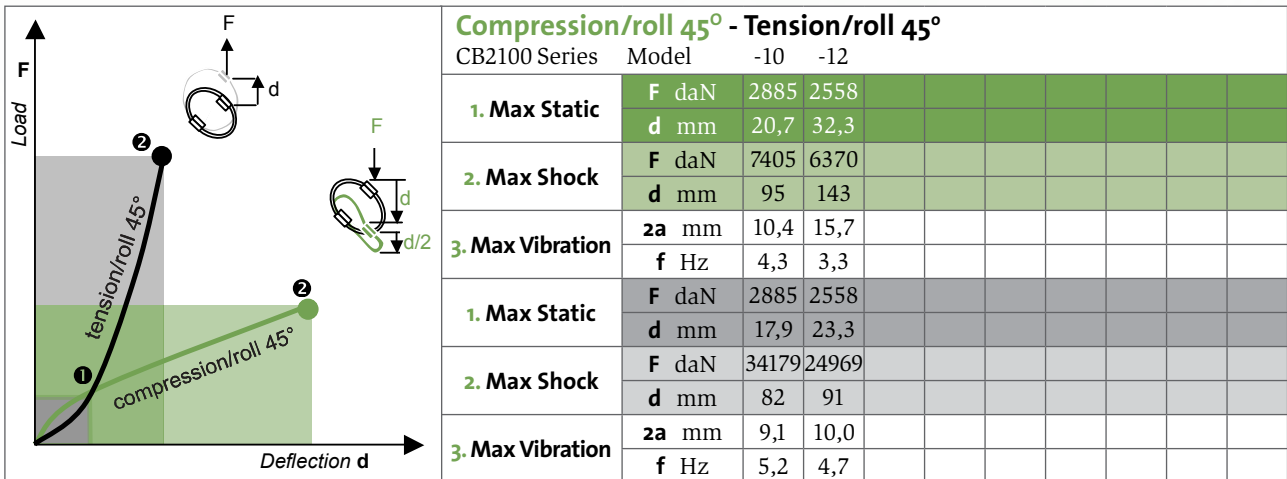 F
Load
F
d
❷
F
d
d/2
tension/roll 45°
❷
❶
compression/roll 45°
Deflection d
Compression/roll 45° - Tension/roll 45°
CB2100 Series Model -10 -12
1. Max Static F daN 2885 2558
d mm 20,7 32,3
2. Max Shock F daN 7405 6370
d mm 95 143
3. Max Vibration 2a mm 10,4 15,7
f Hz 4,3 3,3
1. Max Static F daN 2885 2558
d mm 17,9 23,3
2. Max Shock F daN 34179 24969
d mm 82 91
3. Max Vibration 2a mm 9,1 10,0
f Hz 5,2 4,7